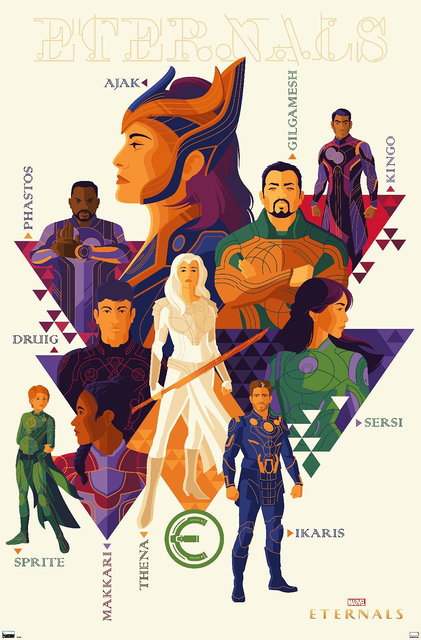 ETERNALS
AJAK
GILGAMESH
KINGO
PHASTOS
DRUIG
SERSI
SPRITE
MAKKARI
THENA
IKARIS
MARVEL
ETERNALS